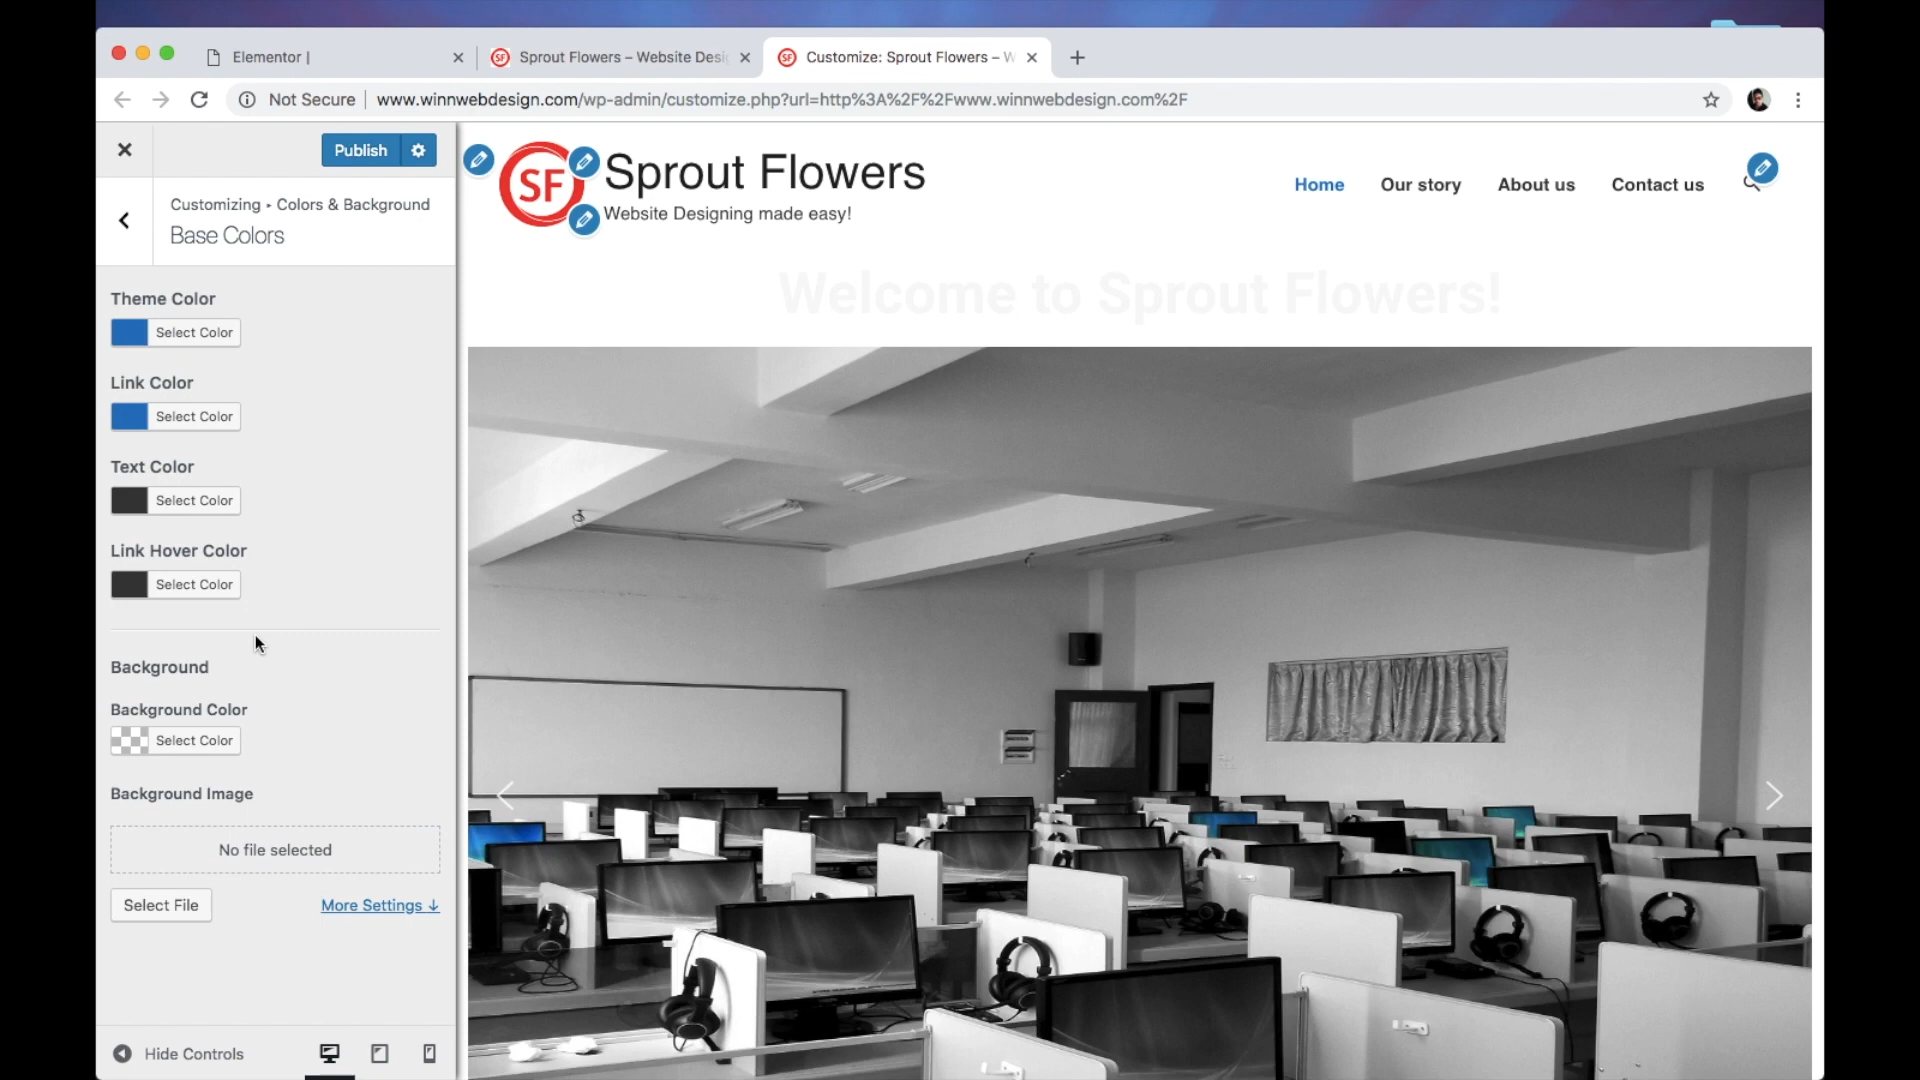 Elementor |
Sprout Flowers – Website Desi
Customize: Sprout Flowers – W
Not Secure
www.winnwebdesign.com/wp-admin/customize.php?url=http%3A%2F%2Fwww.winnwebdesign.com%2F
Publish
Customizing ▸ Colors & Background
Base Colors
Theme Color
Select Color
Link Color
Select Color
Text Color
Select Color
Link Hover Color
Select Color
Background
Background Color
Select Color
Background Image
No file selected
Select File
More Settings ↓
Hide Controls
SF
Sprout Flowers
Website Designing made easy!
Home
Our story
About us
Contact us
Welcome to Sprout Flowers!